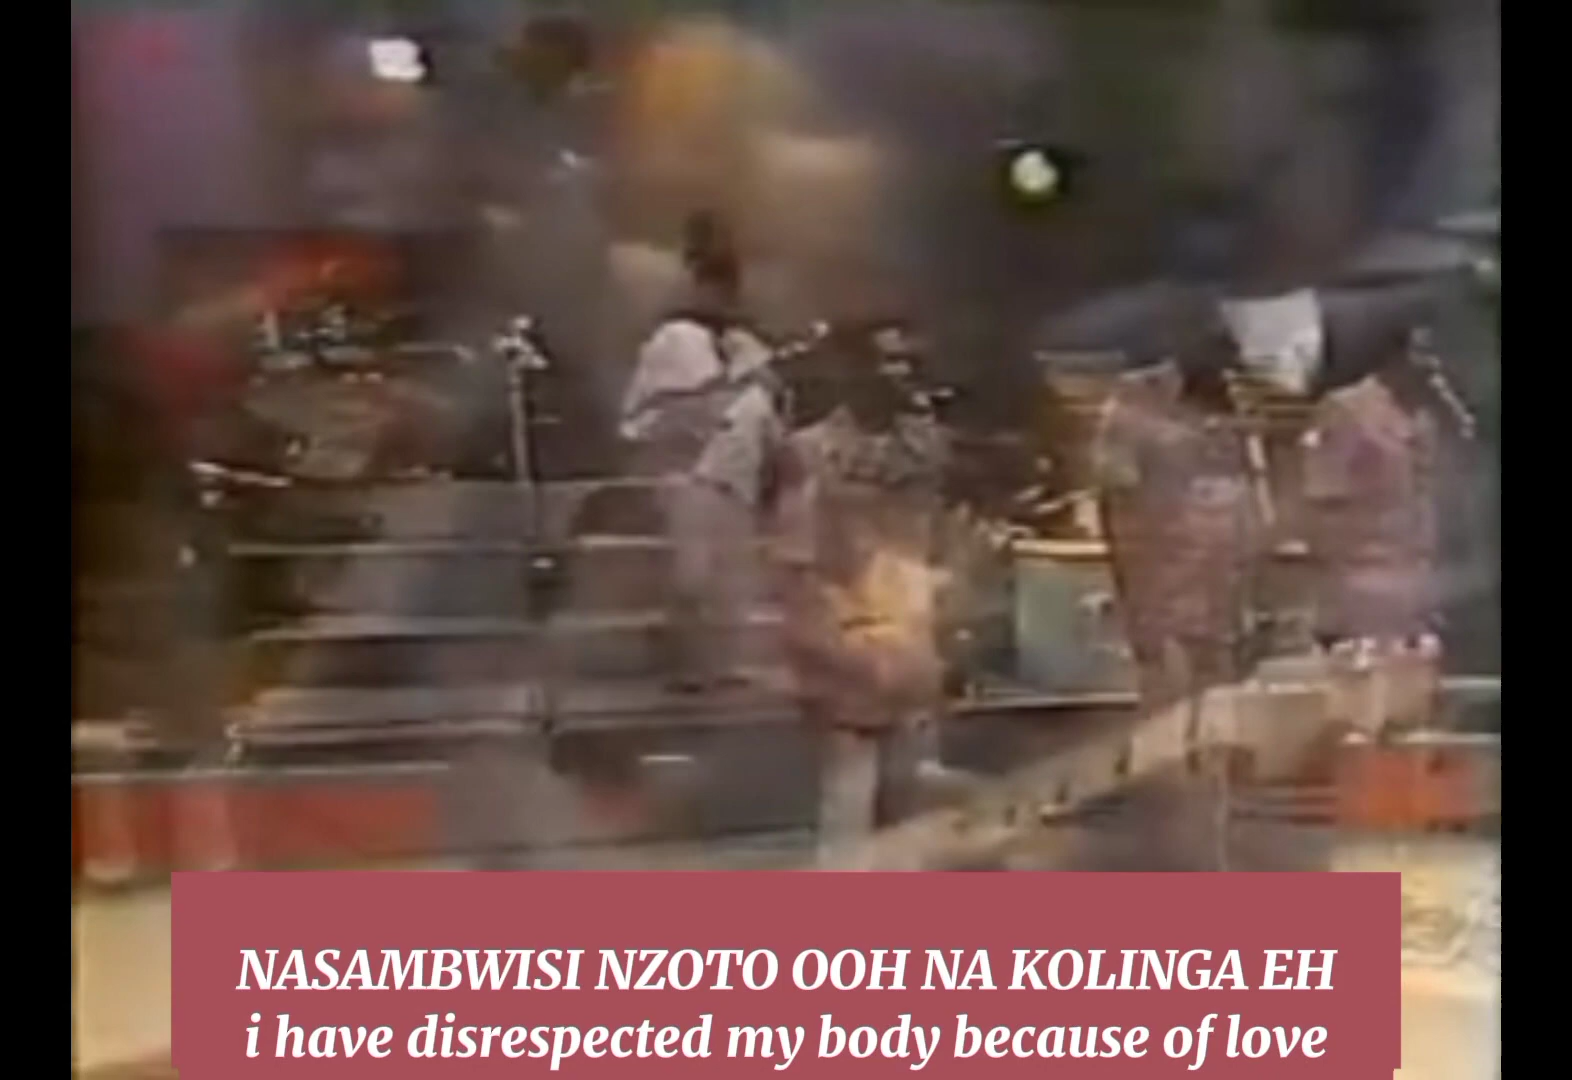 NASAMBWISI NZOTO OOH NA KOLINGA EH
i have disrespected my body because of love